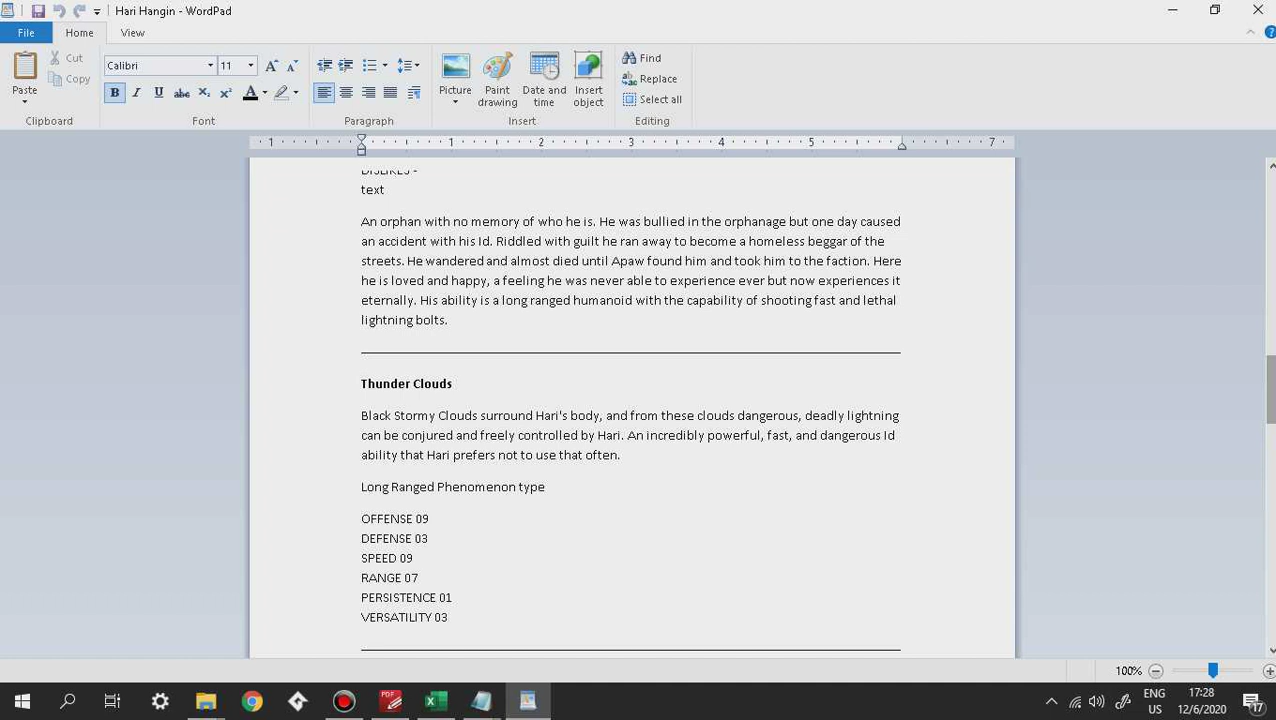 Hari Hangin - WordPad
File Home View
Paste
Cut
Copy
Clipboard
Calibri 11
Font
Paragraph
Picture
Paint drawing
Date and time
Insert object
Insert
Find
Replace
Select all
Editing
1 1 2 3 4 5 7
DISLIKES -
text
An orphan with no memory of who he is. He was bullied in the orphanage but one day caused
an accident with his Id. Riddled with guilt he ran away to become a homeless beggar of the
streets. He wandered and almost died until Apaw found him and took him to the faction. Here
he is loved and happy, a feeling he was never able to experience ever but now experiences it
eternally. His ability is a long ranged humanoid with the capability of shooting fast and lethal
lightning bolts.
Thunder Clouds
Black Stormy Clouds surround Hari's body, and from these clouds dangerous, deadly lightning
can be conjured and freely controlled by Hari. An incredibly powerful, fast, and dangerous Id
ability that Hari prefers not to use that often.
Long Ranged Phenomenon type
OFFENSE 09
DEFENSE 03
SPEED 09
RANGE 07
PERSISTENCE 01
VERSATILITY 03
100%
ENG
US
17:28
12/6/2020
17